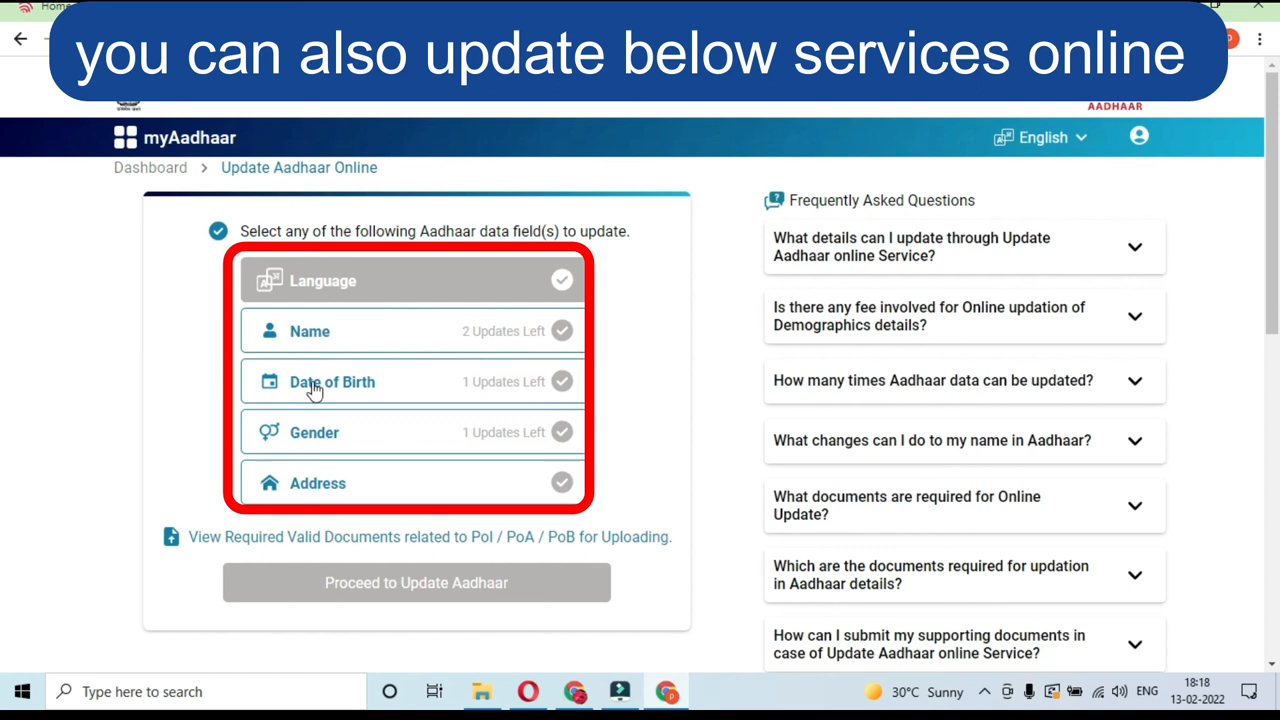 Home
you can also update below services online
AADHAAR
myAadhaar
English
Dashboard > Update Aadhaar Online
Select any of the following Aadhaar data field(s) to update.
Language
Name 2 Updates Left
Date of Birth 1 Updates Left
Gender 1 Updates Left
Address
View Required Valid Documents related to PoI / PoA / PoB for Uploading.
Proceed to Update Aadhaar
Frequently Asked Questions
What details can I update through Update
Aadhaar online Service?
Is there any fee involved for Online updation of
Demographics details?
How many times Aadhaar data can be updated?
What changes can I do to my name in Aadhaar?
What documents are required for Online
Update?
Which are the documents required for updation
in Aadhaar details?
How can I submit my supporting documents in
case of Update Aadhaar online Service?
Type here to search
30°C Sunny
ENG
18:18
13-02-2022